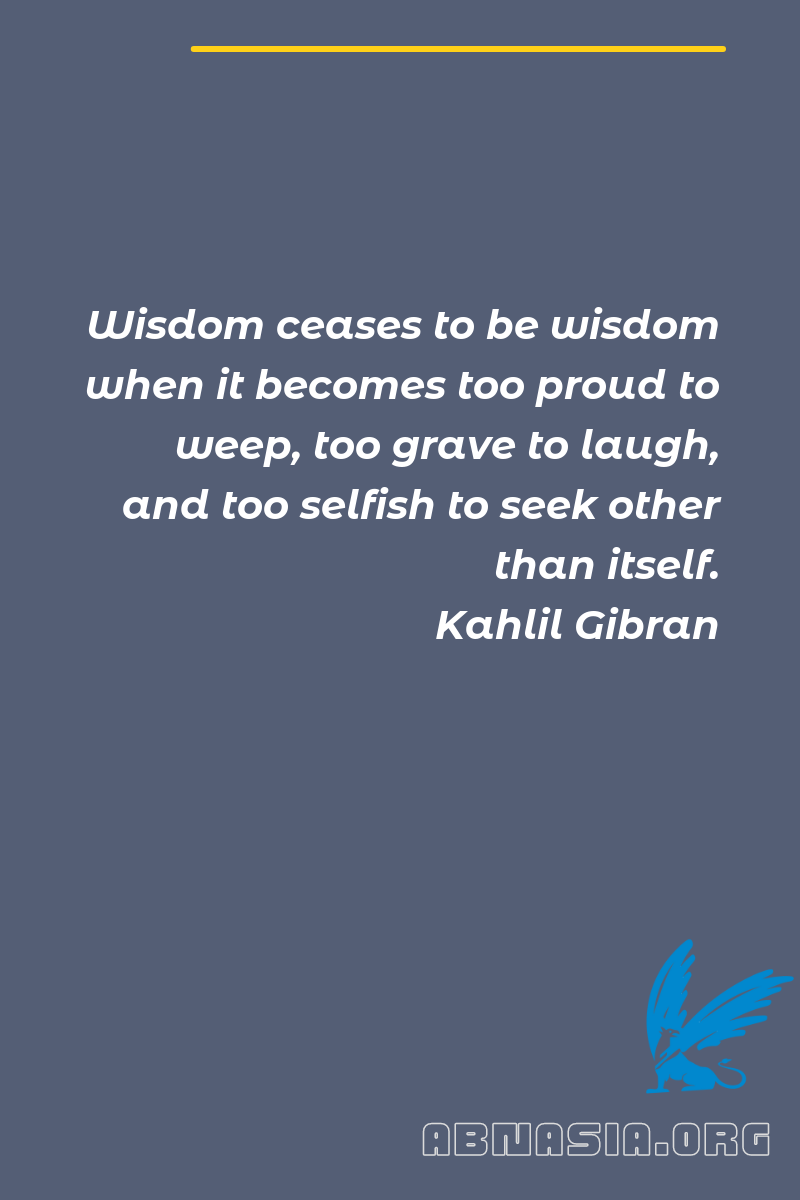 Wisdom ceases to be wisdom
when it becomes too proud to
weep, too grave to laugh,
and too selfish to seek other
than itself.
Kahlil Gibran
ABNASIA.ORG